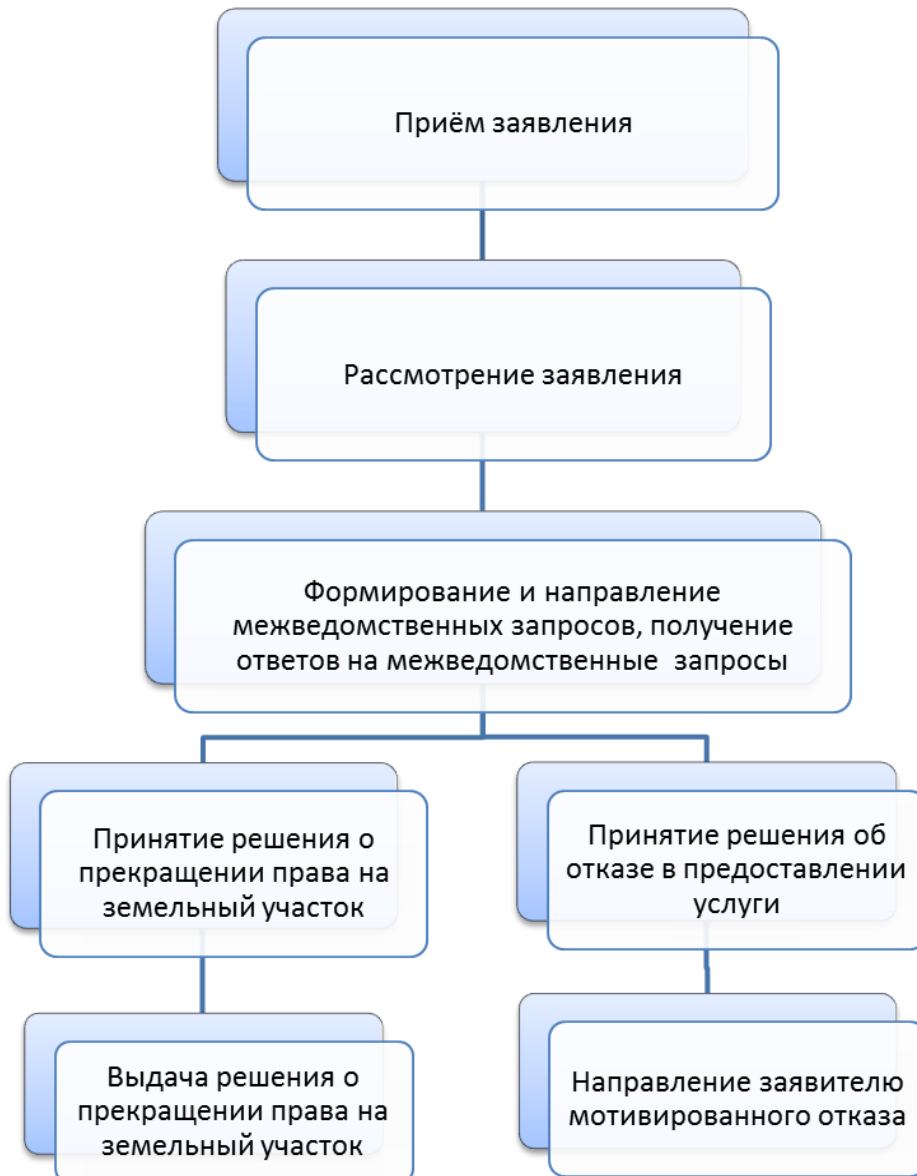 Приём заявления
Рассмотрение заявления
Формирование и направление
межведомственных запросов, получение
ответов на межведомственные запросы
Принятие решения о
прекращении права на
земельный участок
Принятие решения об
отказе в предоставлении
услуги
Выдача решения о
прекращении права на
земельный участок
Направление заявителю
мотивированного отказа